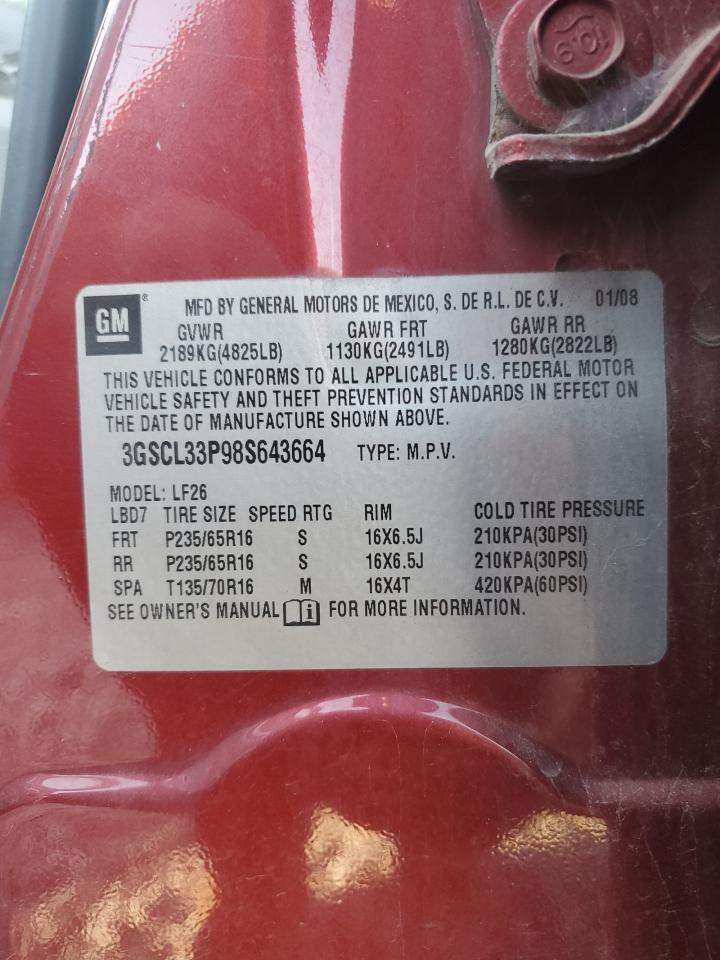 10.9
GM
®
MFD BY GENERAL MOTORS DE MEXICO, S. DE R.L. DE C.V. 01/08
GVWR GAWR FRT GAWR RR
2189KG(4825LB) 1130KG(2491LB) 1280KG(2822LB)
THIS VEHICLE CONFORMS TO ALL APPLICABLE U.S. FEDERAL MOTOR
VEHICLE SAFETY AND THEFT PREVENTION STANDARDS IN EFFECT ON
THE DATE OF MANUFACTURE SHOWN ABOVE.
3GSCL33P98S643664 TYPE: M.P.V.
MODEL: LF26
LBD7 TIRE SIZE SPEED RTG RIM COLD TIRE PRESSURE
FRT P235/65R16 S 16X6.5J 210KPA(30PSI)
RR P235/65R16 S 16X6.5J 210KPA(30PSI)
SPA T135/70R16 M 16X4T 420KPA(60PSI)
SEE OWNER'S MANUAL i FOR MORE INFORMATION.